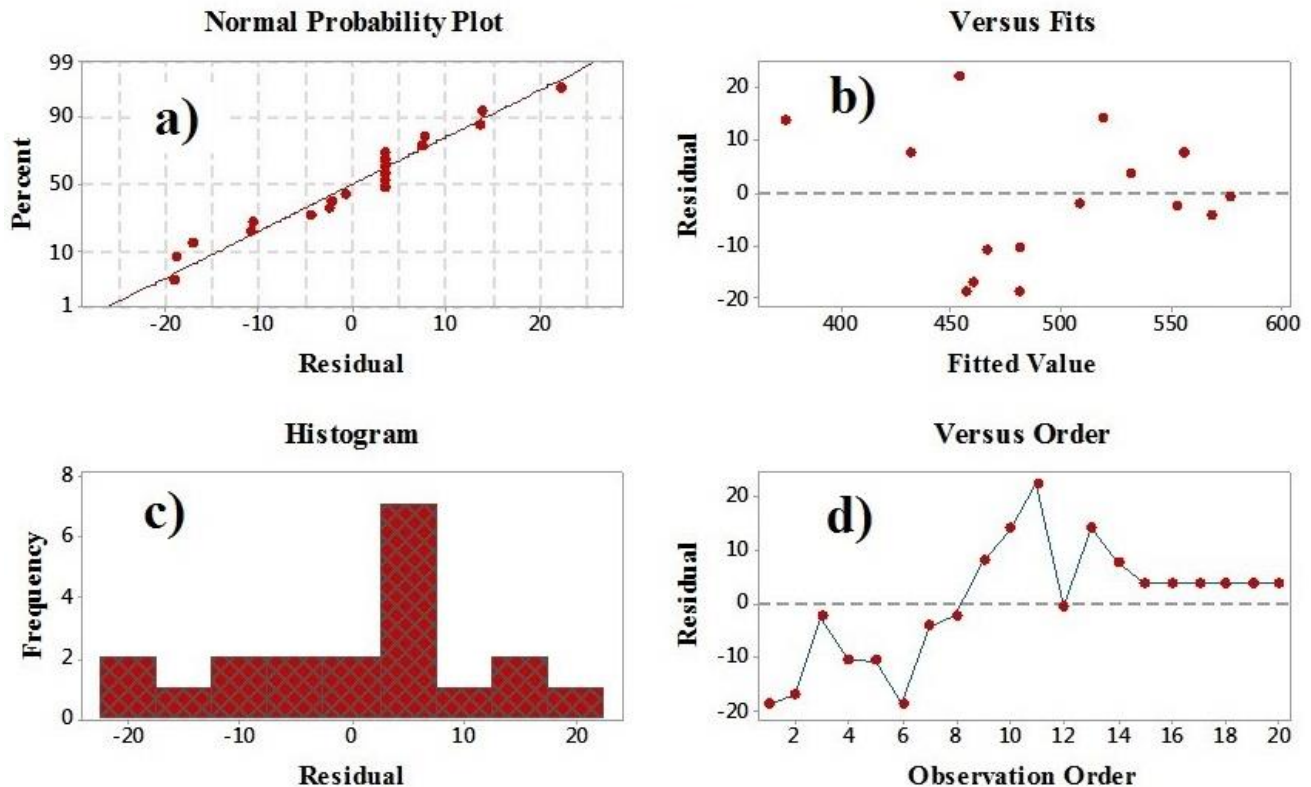 Normal Probability Plot
99
90
50
10
1
Percent
a)
-20 -10 0 10 20
Residual
Versus Fits
20
10
0
-10
-20
Residual
b)
400 450 500 550 600
Fitted Value
Histogram
8
6
4
2
0
Frequency
c)
-20 -10 0 10 20
Residual
Versus Order
20
10
0
-10
-20
Residual
d)
2 4 6 8 10 12 14 16 18 20
Observation Order